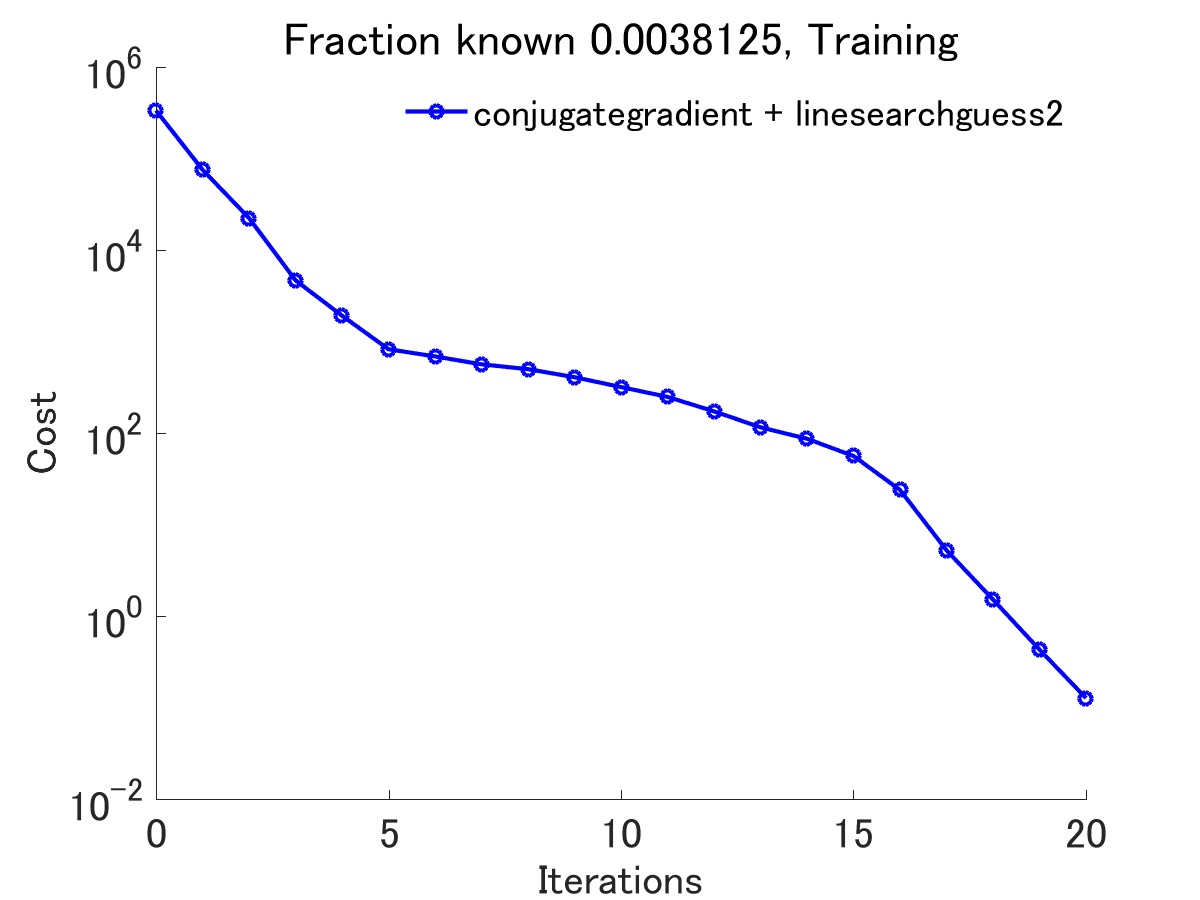 Fraction known 0.0038125, Training
conjugategradient + linesearchguess2
10^6
10^4
10^2
10^0
10^-2
Cost
0 5 10 15 20
Iterations